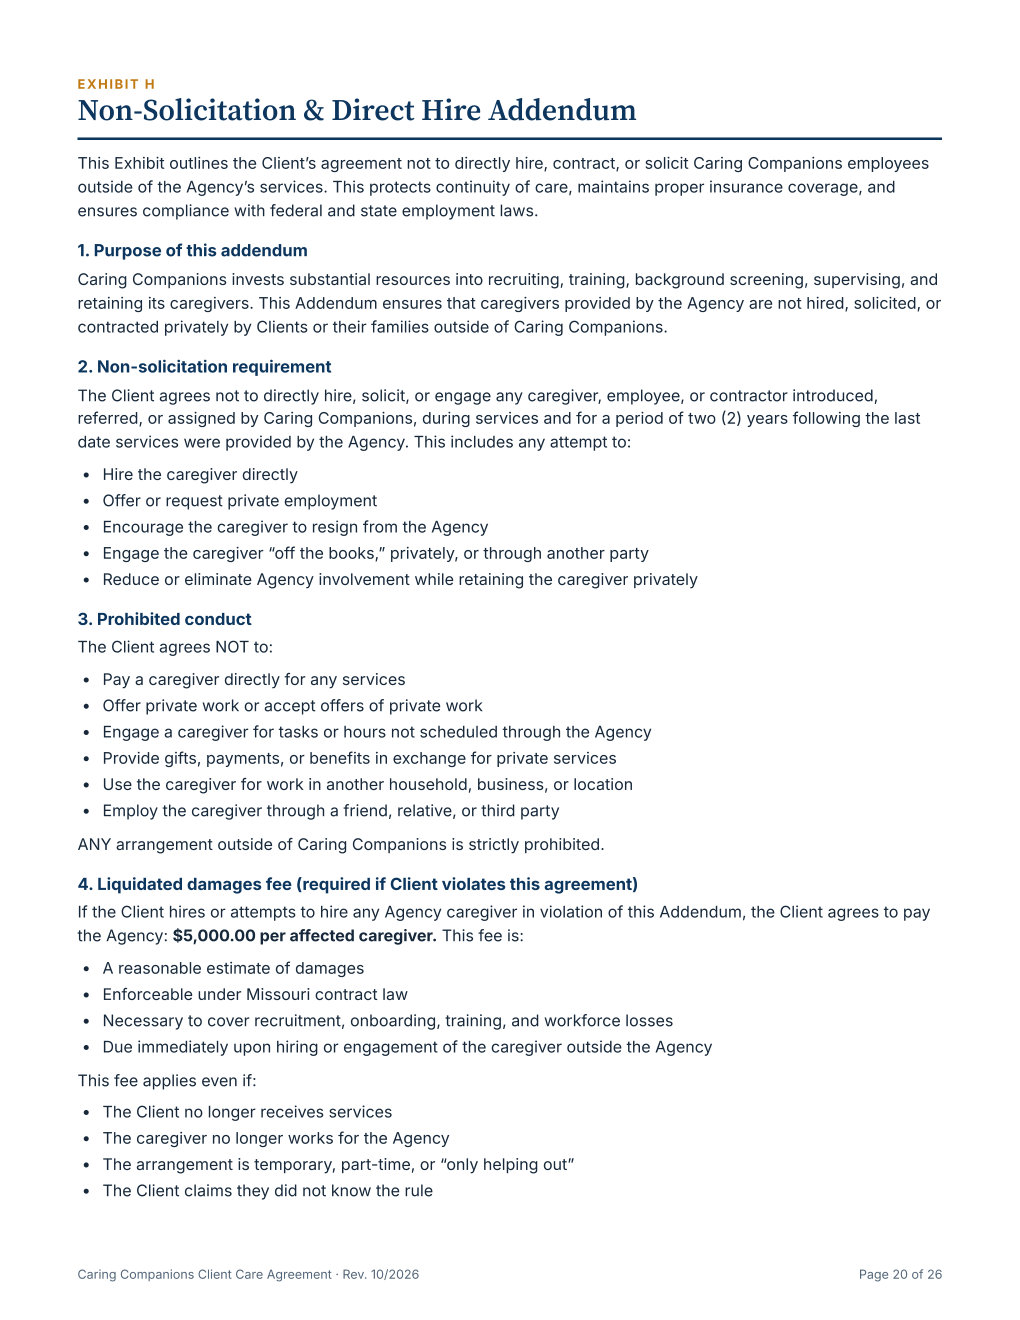 EXHIBIT H
Non-Solicitation & Direct Hire Addendum
This Exhibit outlines the Client’s agreement not to directly hire, contract, or solicit Caring Companions employees
outside of the Agency’s services. This protects continuity of care, maintains proper insurance coverage, and
ensures compliance with federal and state employment laws.
1. Purpose of this addendum
Caring Companions invests substantial resources into recruiting, training, background screening, supervising, and
retaining its caregivers. This Addendum ensures that caregivers provided by the Agency are not hired, solicited, or
contracted privately by Clients or their families outside of Caring Companions.
2. Non-solicitation requirement
The Client agrees not to directly hire, solicit, or engage any caregiver, employee, or contractor introduced,
referred, or assigned by Caring Companions, during services and for a period of two (2) years following the last
date services were provided by the Agency. This includes any attempt to:
• Hire the caregiver directly
• Offer or request private employment
• Encourage the caregiver to resign from the Agency
• Engage the caregiver “off the books,” privately, or through another party
• Reduce or eliminate Agency involvement while retaining the caregiver privately
3. Prohibited conduct
The Client agrees NOT to:
• Pay a caregiver directly for any services
• Offer private work or accept offers of private work
• Engage a caregiver for tasks or hours not scheduled through the Agency
• Provide gifts, payments, or benefits in exchange for private services
• Use the caregiver for work in another household, business, or location
• Employ the caregiver through a friend, relative, or third party
ANY arrangement outside of Caring Companions is strictly prohibited.
4. Liquidated damages fee (required if Client violates this agreement)
If the Client hires or attempts to hire any Agency caregiver in violation of this Addendum, the Client agrees to pay
the Agency: $5,000.00 per affected caregiver. This fee is:
• A reasonable estimate of damages
• Enforceable under Missouri contract law
• Necessary to cover recruitment, onboarding, training, and workforce losses
• Due immediately upon hiring or engagement of the caregiver outside the Agency
This fee applies even if:
• The Client no longer receives services
• The caregiver no longer works for the Agency
• The arrangement is temporary, part-time, or “only helping out”
• The Client claims they did not know the rule
Caring Companions Client Care Agreement · Rev. 10/2026
Page 20 of 26